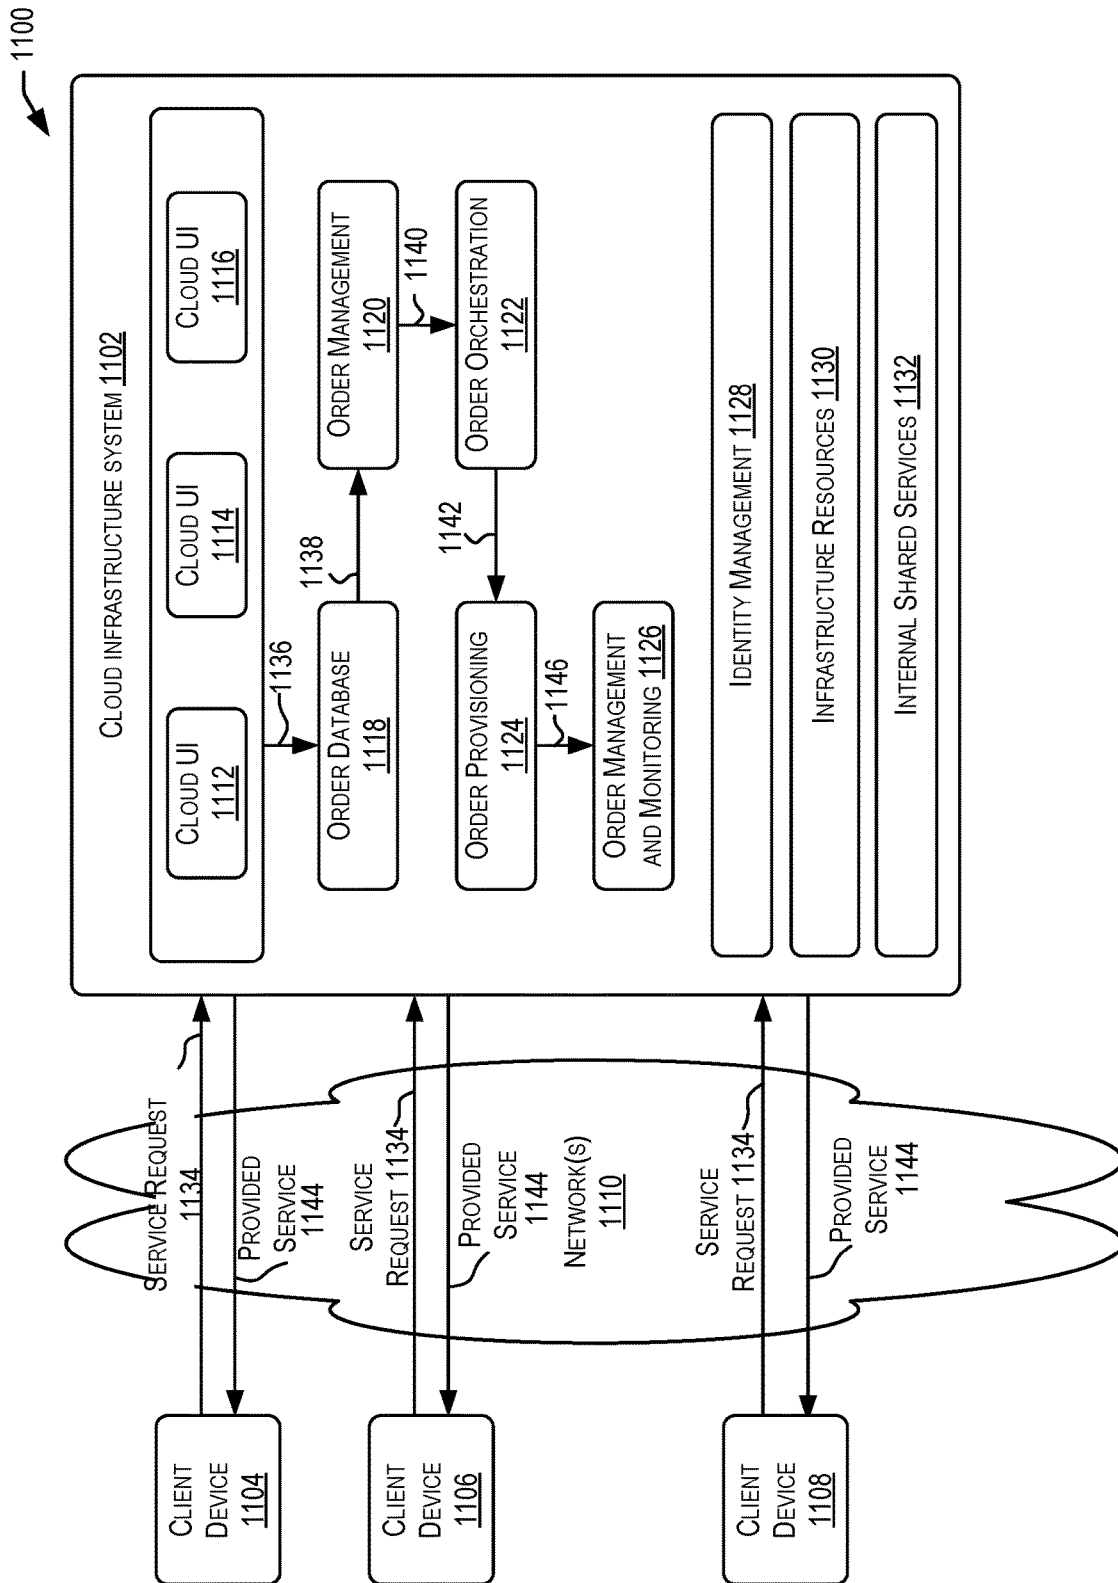 1100
CLOUD INFRASTRUCTURE SYSTEM 1102
CLOUD UI
1112
CLOUD UI
1114
CLOUD UI
1116
1136
ORDER DATABASE
1118
1138
ORDER MANAGEMENT
1120
1140
ORDER ORCHESTRATION
1122
1142
ORDER PROVISIONING
1124
1146
ORDER MANAGEMENT
AND MONITORING 1126
IDENTITY MANAGEMENT 1128
INFRASTRUCTURE RESOURCES 1130
INTERNAL SHARED SERVICES 1132
SERVICE REQUEST
1134
PROVIDED
SERVICE
1144
SERVICE
REQUEST 1134
PROVIDED
SERVICE
1144
NETWORK(S)
1110
SERVICE
REQUEST 1134
PROVIDED
SERVICE
1144
CLIENT
DEVICE
1104
CLIENT
DEVICE
1106
CLIENT
DEVICE
1108